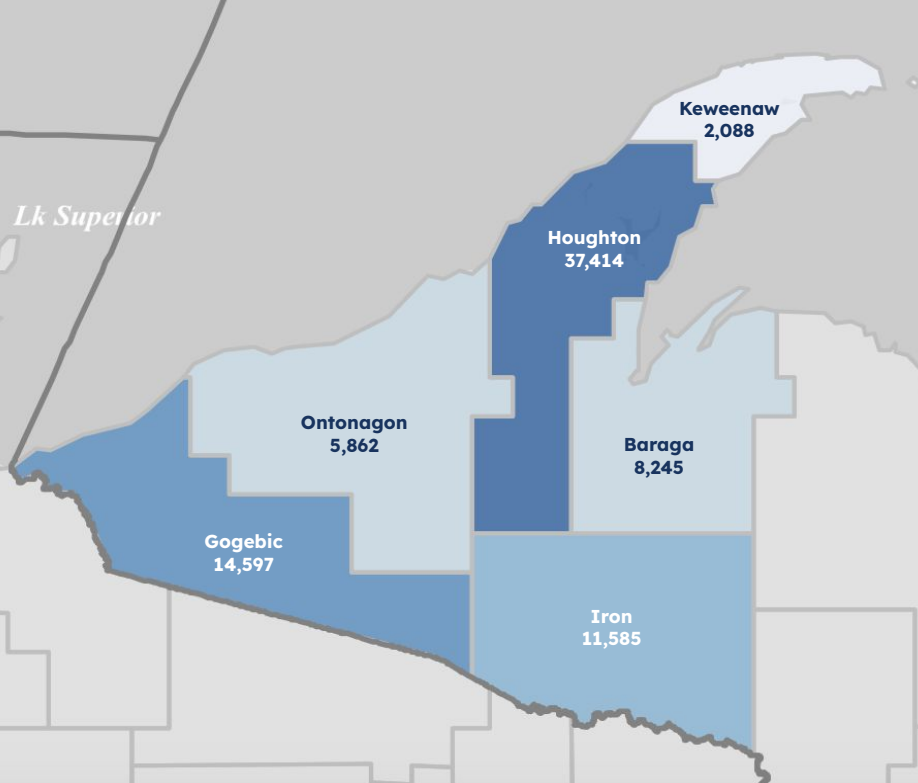 Keweenaw
2,088
Lk Superior
Houghton
37,414
Ontonagon
5,862
Baraga
8,245
Gogebic
14,597
Iron
11,585